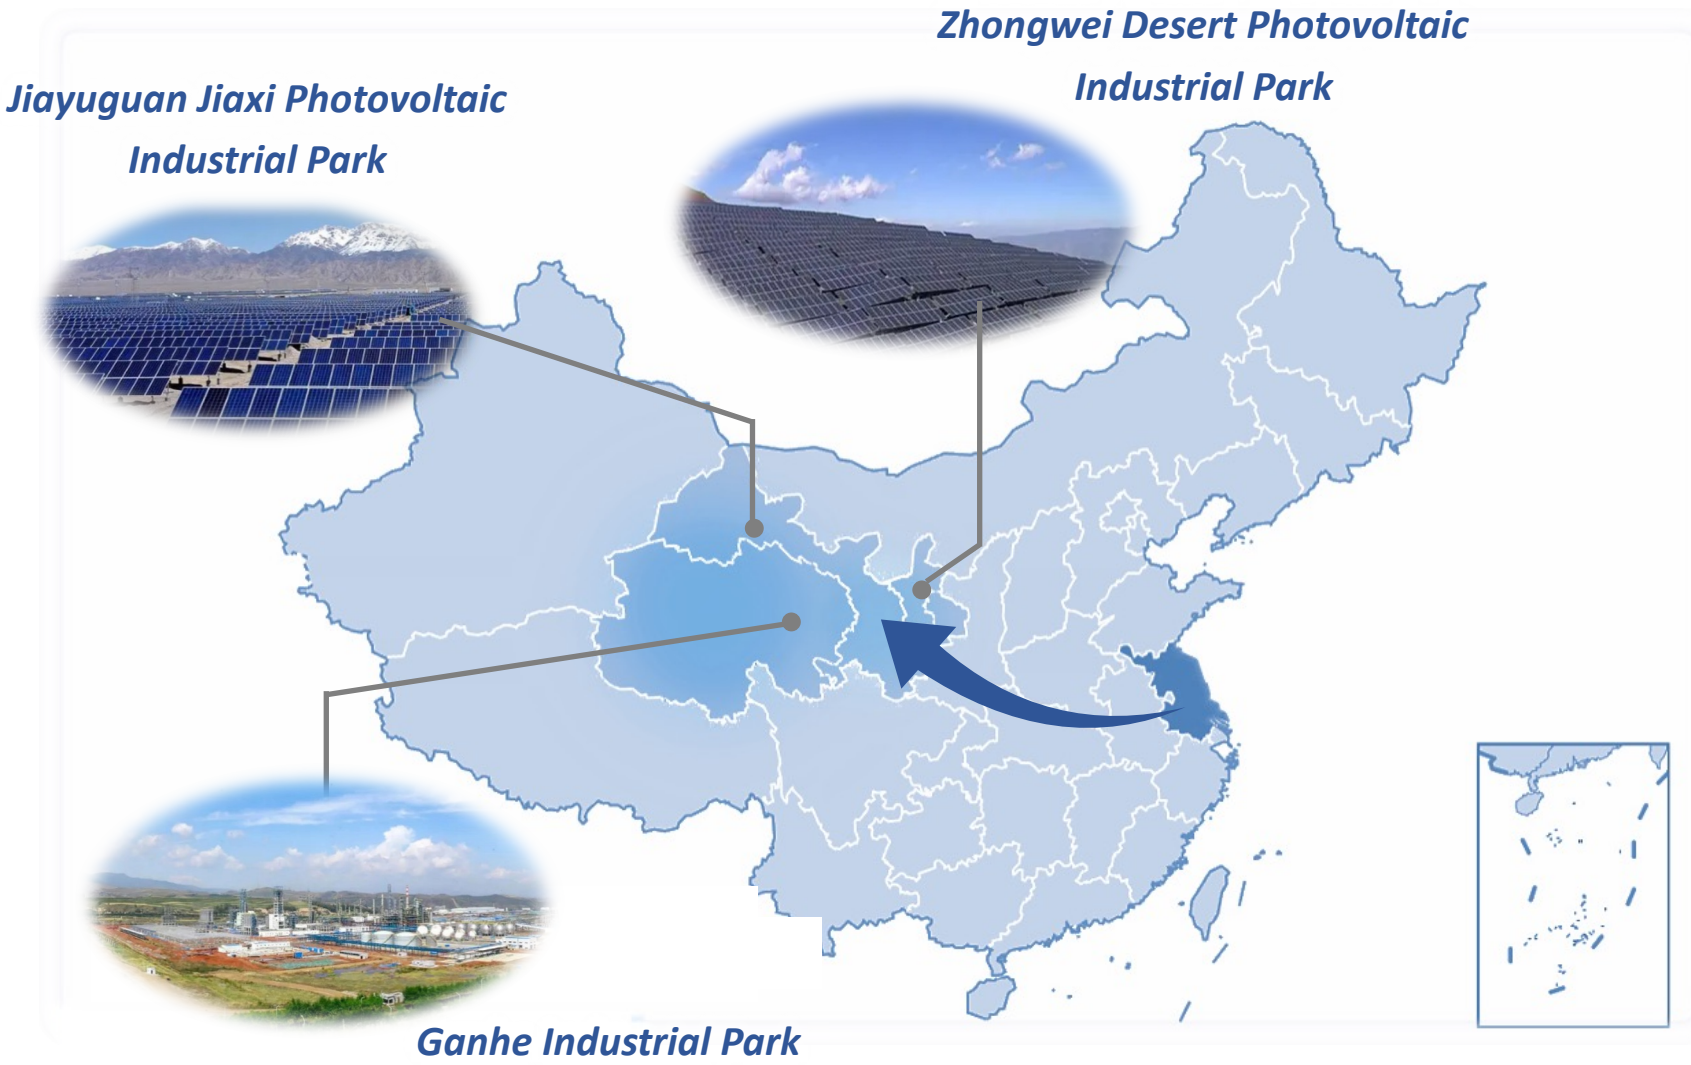 Zhongwei Desert Photovoltaic
Industrial Park
Jiayuguan Jiaxi Photovoltaic
Industrial Park
Ganhe Industrial Park